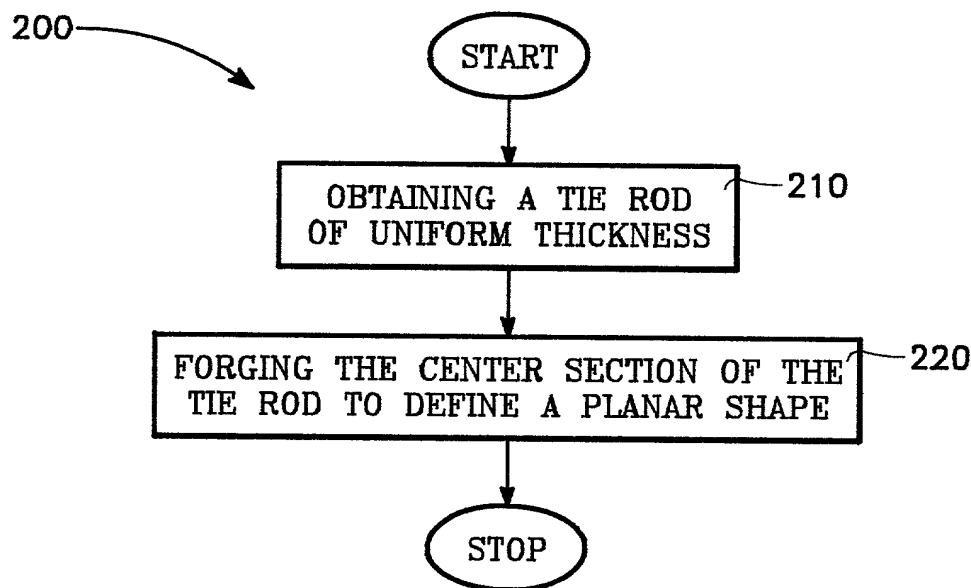 200
START
OBTAINING A TIE ROD
OF UNIFORM THICKNESS
210
FORGING THE CENTER SECTION OF THE
TIE ROD TO DEFINE A PLANAR SHAPE
220
STOP